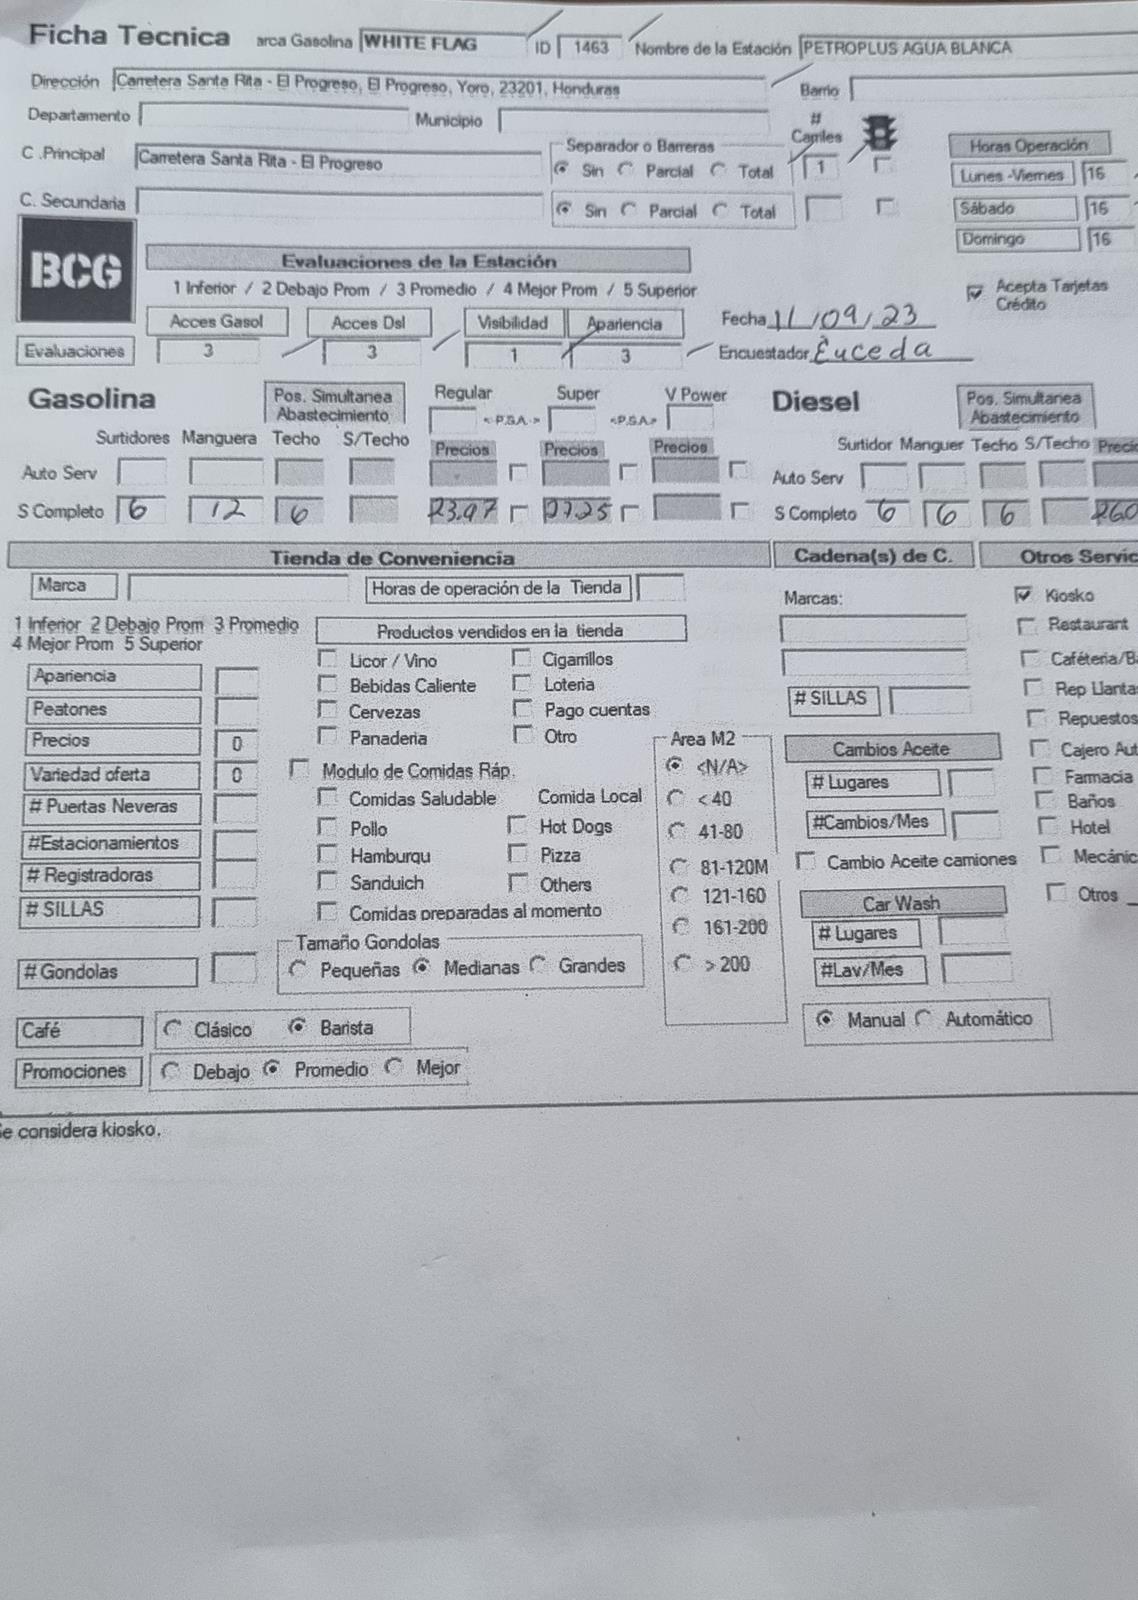 Ficha Tecnica arca Gasolina WHITE FLAG ID 1463 Nombre de la Estación PETROPLUS AGUA BLANCA
Dirección Carretera Santa Rita - El Progreso, El Progreso, Yoro, 23201, Honduras Barrio
Departamento Municipio # Carriles
C .Principal Carretera Santa Rita - El Progreso Separador o Barreras Sin Parcial Total 1
Horas Operación
Lunes -Viernes 16
C. Secundaria Sin Parcial Total
Sábado 16
Domingo 16
BCG
Evaluaciones de la Estación
1 Inferior / 2 Debajo Prom / 3 Promedio / 4 Mejor Prom / 5 Superior
Acepta Tarjetas Crédito
Acces Gasol Acces Dsl Visibilidad Apariencia Fecha 11/09/23
Evaluaciones 3 3 1 3 Encuestador Euceda
Gasolina Pos. Simultanea Abastecimiento Regular Super V Power Diesel Pos. Simultanea Abastecimiento
<-P.S.A.-> <-P.S.A->
Surtidores Manguera Techo S/Techo Precios Precios Precios Surtidor Manguer Techo S/Techo Preci
Auto Serv Auto Serv
S Completo 6 12 6 23.97 27.25 S Completo 6 6 6 260
Tienda de Conveniencia Cadena(s) de C. Otros Servic
Marca Horas de operación de la Tienda Marcas: Kiosko
1 Inferior 2 Debajo Prom 3 Promedio
4 Mejor Prom 5 Superior
Productos vendidos en la tienda Restaurant
Apariencia Licor / Vino Cigarrillos Caféteria/Ba
Peatones Bebidas Caliente Loteria # SILLAS Rep Llanta
Precios 0 Cervezas Pago cuentas Repuestos
Panaderia Otro Area M2 Cambios Aceite Cajero Aut
Variedad oferta 0 Modulo de Comidas Ráp. <N/A> # Lugares Farmacia
# Puertas Neveras Comidas Saludable Comida Local < 40 Baños
#Estacionamientos Pollo Hot Dogs 41-80 #Cambios/Mes Hotel
# Registradoras Hamburqu Pizza 81-120M Cambio Aceite camiones Mecánic
# SILLAS Sanduich Others 121-160 Car Wash Otros
Comidas preparadas al momento 161-200 # Lugares
# Gondolas Tamaño Gondolas Pequeñas Medianas Grandes > 200 #Lav/Mes
Café Clásico Barista Manual Automático
Promociones Debajo Promedio Mejor
Se considera kiosko.